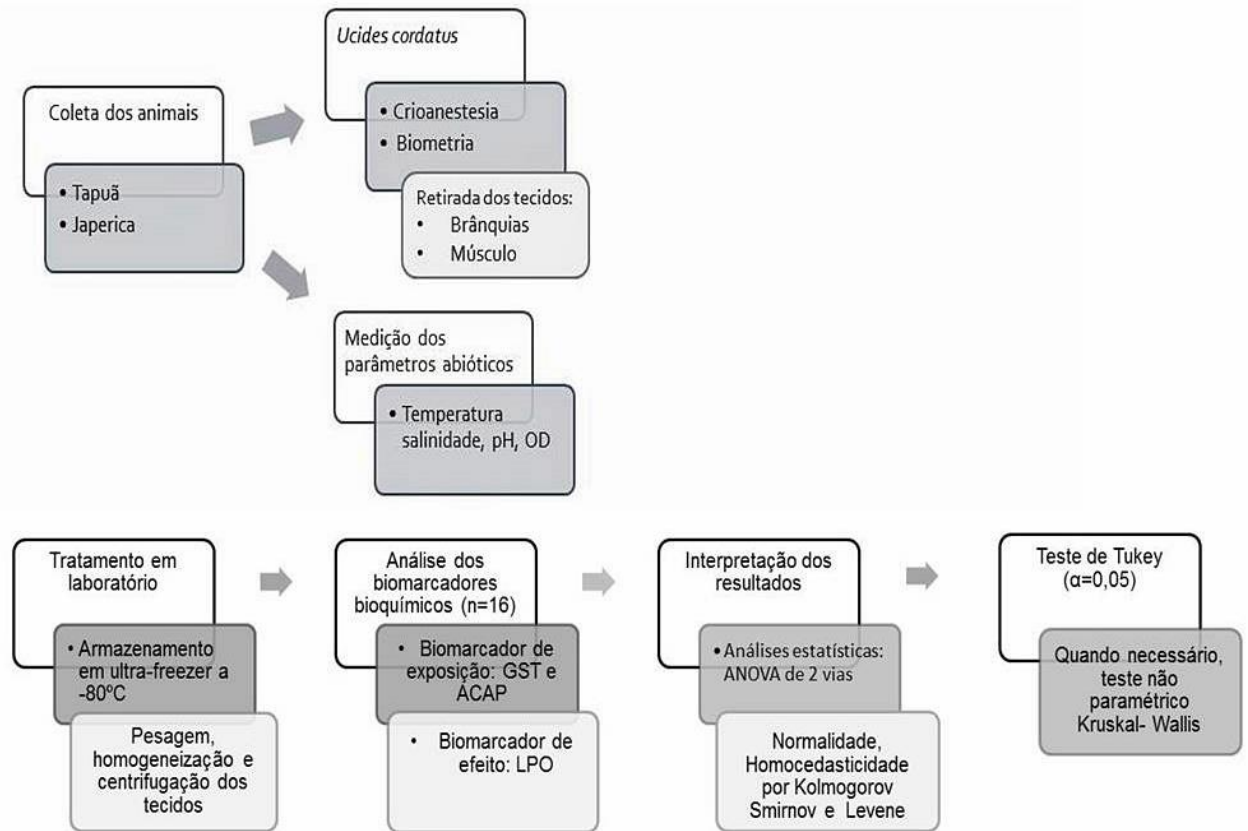 Coleta dos animais
• Tapuã
• Japerica
Ucides cordatus
• Crioanestesia
• Biometria
Retirada dos tecidos:
• Brânquias
• Músculo
Medição dos
parâmetros abióticos
• Temperatura
salinidade, pH, OD
Tratamento em
laboratório
• Armazenamento
em ultra-freezer a
-80ºC
Pesagem,
homogeneização e
centrifugação dos
tecidos
Análise dos
biomarcadores
bioquímicos (n=16)
• Biomarcador de
exposição: GST e
ACAP
• Biomarcador de
efeito: LPO
Interpretação dos
resultados
• Análises estatísticas:
ANOVA de 2 vias
Normalidade,
Homocedasticidade
por Kolmogorov
Smirnov e Levene
Teste de Tukey
(α=0,05)
Quando necessário,
teste não
paramétrico
Kruskal- Wallis